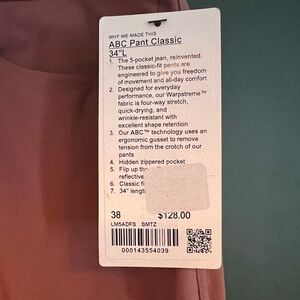 WHY WE MADE THIS
ABC Pant Classic
34"L
1. The 5-pocket jean, reinvented.
These classic-fit pants are
engineered to give you freedom
of movement and all-day comfort
2. Designed for everyday
performance, our Warpstreme™
fabric is four-way stretch,
quick-drying, and
wrinkle-resistant with
excellent shape retention
3. Our ABC™ technology uses an
ergonomic gusset to remove
tension from the crotch of our
pants
4. Hidden zippered pocket
5. Flip up
reflective
6. Classic
7. 34"
38 $128.00
LM5ADFS SMTZ
000143554039